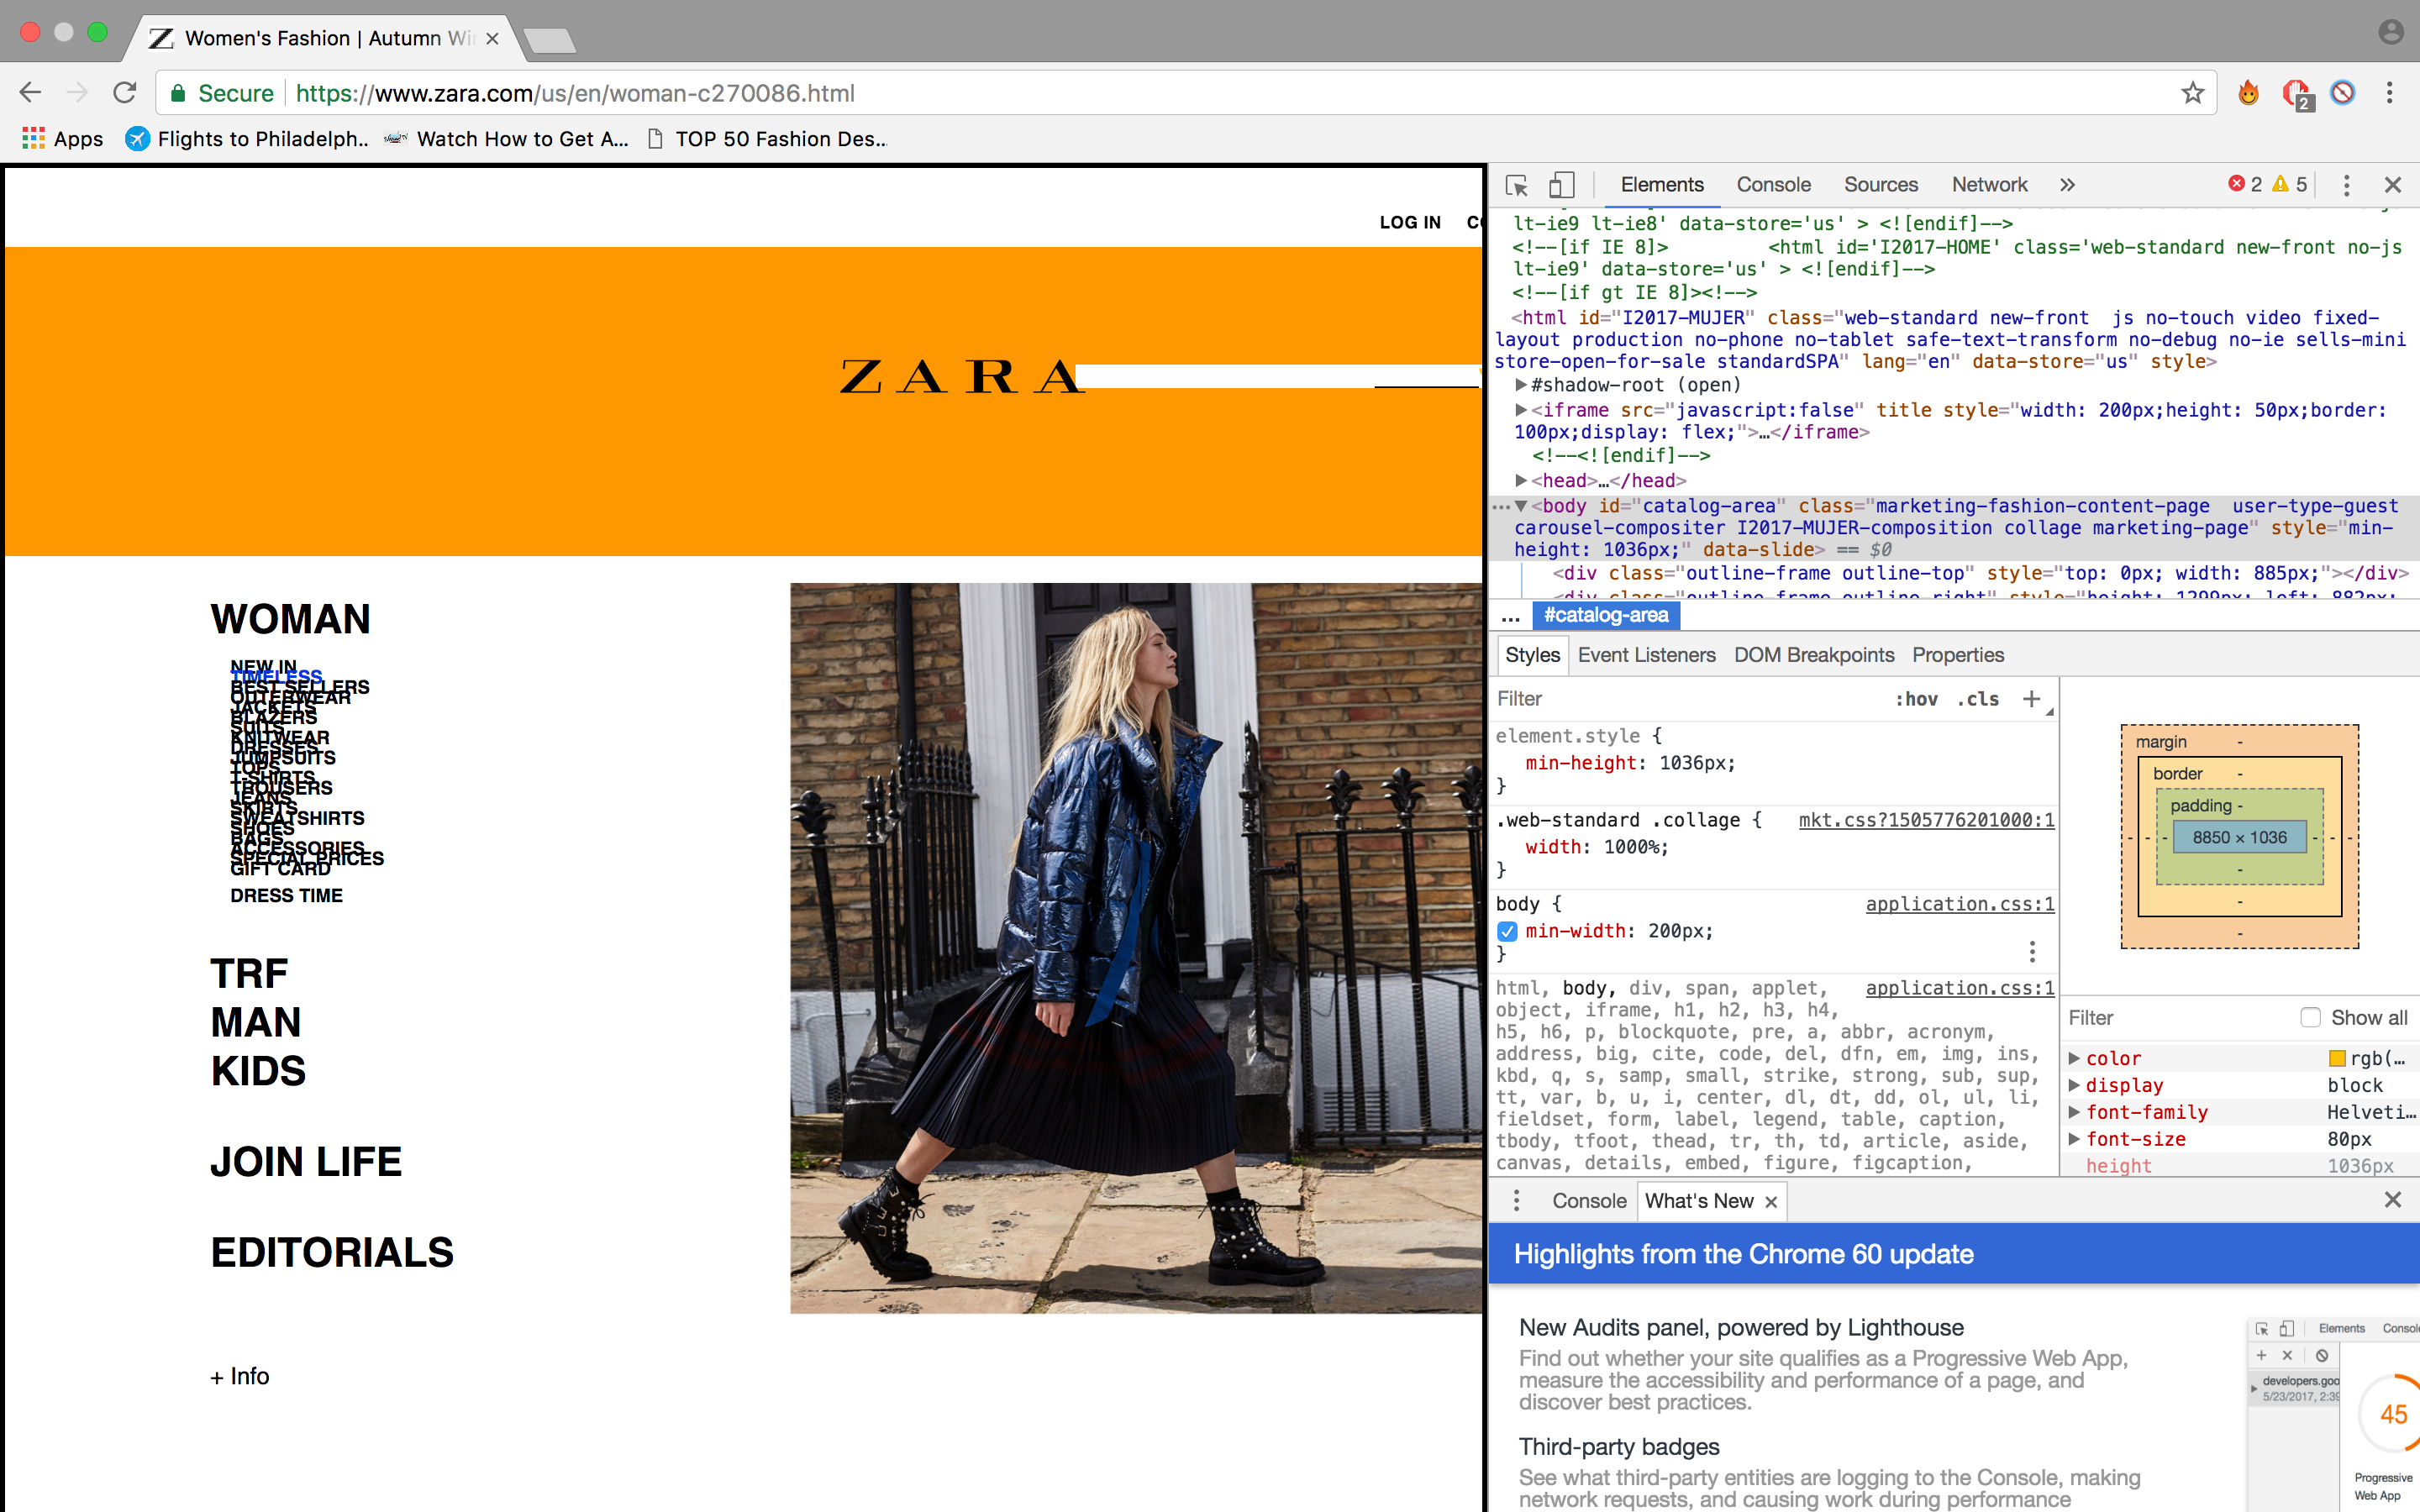 Women's Fashion | Autumn Wi
Secure https://www.zara.com/us/en/woman-c270086.html
2
Apps Flights to Philadelph... Watch How to Get A... TOP 50 Fashion Des...
LOG IN
ZARA
WOMAN
NEW IN
TIMELESS
BEST SELLERS
OUTERWEAR
JACKETS
BLAZERS
SUITS
KNITWEAR
DRESSES
JUMPSUITS
TOPS
T-SHIRTS
TROUSERS
JEANS
SKIRTS
SWEATSHIRTS
SHOES
BAGS
ACCESSORIES
SPECIAL PRICES
GIFT CARD
DRESS TIME
TRF
MAN
KIDS
JOIN LIFE
EDITORIALS
+ Info
Elements Console Sources Network » 2 5
lt-ie9 lt-ie8' data-store='us' > <![endif]-->
<!--[if IE 8]> <html id='I2017-HOME' class='web-standard new-front no-js
lt-ie9' data-store='us' > <![endif]-->
<!--[if gt IE 8]><!-->
<html id="I2017-MUJER" class="web-standard new-front js no-touch video fixed-
layout production no-phone no-tablet safe-text-transform no-debug no-ie sells-mini
store-open-for-sale standardSPA" lang="en" data-store="us" style>
#shadow-root (open)
<iframe src="javascript:false" title style="width: 200px;height: 50px;border:
100px;display: flex;">…</iframe>
<!--<![endif]-->
<head>…</head>
<body id="catalog-area" class="marketing-fashion-content-page user-type-guest
carousel-compositer I2017-MUJER-composition collage marketing-page" style="min-
height: 1036px;" data-slide> == $0
<div class="outline-frame outline-top" style="top: 0px; width: 885px;"></div>
<div class="outline-frame outline-right" style="height: 1299px; left: 882px;
... #catalog-area
Styles Event Listeners DOM Breakpoints Properties
Filter :hov .cls +
element.style {
min-height: 1036px;
}
.web-standard .collage { mkt.css?1505776201000:1
width: 1000%;
}
body { application.css:1
min-width: 200px;
}
html, body, div, span, applet, application.css:1
object, iframe, h1, h2, h3, h4,
h5, h6, p, blockquote, pre, a, abbr, acronym,
address, big, cite, code, del, dfn, em, img, ins,
kbd, q, s, samp, small, strike, strong, sub, sup,
tt, var, b, u, i, center, dl, dt, dd, ol, ul, li,
fieldset, form, label, legend, table, caption,
tbody, tfoot, thead, tr, th, td, article, aside,
canvas, details, embed, figure, figcaption,
margin -
border -
padding -
- - - 8850 × 1036 - - -
-
-
-
Filter Show all
color rgb(…
display block
font-family Helveti…
font-size 80px
height 1036px
Console What's New
Highlights from the Chrome 60 update
New Audits panel, powered by Lighthouse
Find out whether your site qualifies as a Progressive Web App,
measure the accessibility and performance of a page, and
discover best practices.
Third-party badges
See what third-party entities are logging to the Console, making
network requests, and causing work during performance
Elements Consol
developers.goo
5/23/2017, 2:39
45
Progressive
Web App